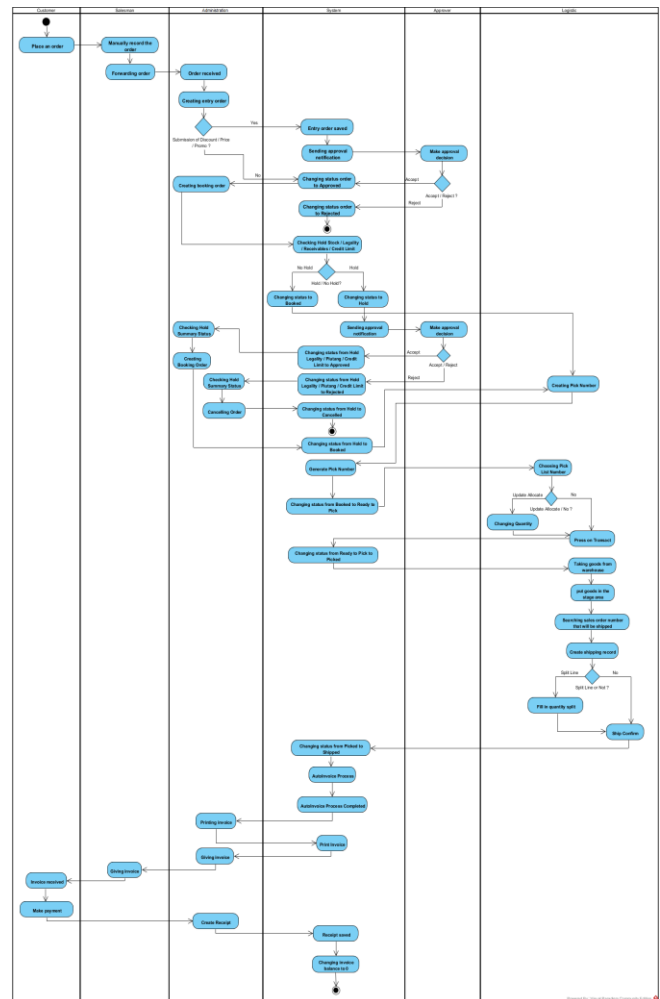 Customer
Salesman
Administration
System
Approver
Logistic
Place an order
Manually record the
order
Forwarding order
Order received
Creating entry order
Yes
Submission of Discount / Price
/ Promo ?
No
Entry order saved
Sending approval
notification
Make approval
decision
Changing status order
to Approved
Accept
Accept / Reject ?
Creating booking order
Reject
Changing status order
to Rejected
Checking Hold Stock / Legality
/ Receivables / Credit Limit
No Hold
Hold
Hold / No Hold?
Changing status to
Booked
Changing status to
Hold
Sending approval
notification
Make approval
decision
Checking Hold
Summary Status
Changing status from Hold
Legality / Piutang / Credit
Limit to Approved
Accept
Accept / Reject
Creating
Booking Order
Reject
Checking Hold
Summary Status
Changing status from Hold
Legality / Piutang / Credit Limit
to Rejected
Creating Pick Number
Cancelling Order
Changing status from Hold to
Cancelled
Changing status from Hold to
Booked
Generate Pick Number
Choosing Pick
List Number
Changing status from Booked to Ready to
Pick
Update Allocate
No
Update Allocate / No ?
Changing Quantity
Press on Transact
Changing status from Ready to Pick to
Picked
Taking goods from
warehouse
put goods in the
stage area
Searching sales order number
that will be shipped
Create shipping record
Split Line
No
Split Line or Not ?
Fill in quantity split
Ship Confirm
Changing status from Picked to
Shipped
AutoInvoice Process
AutoInvoice Process Completed
Printing invoice
Print Invoice
Giving invoice
Giving invoice
Invoice received
Make payment
Create Receipt
Receipt saved
Changing invoice
balance to 0